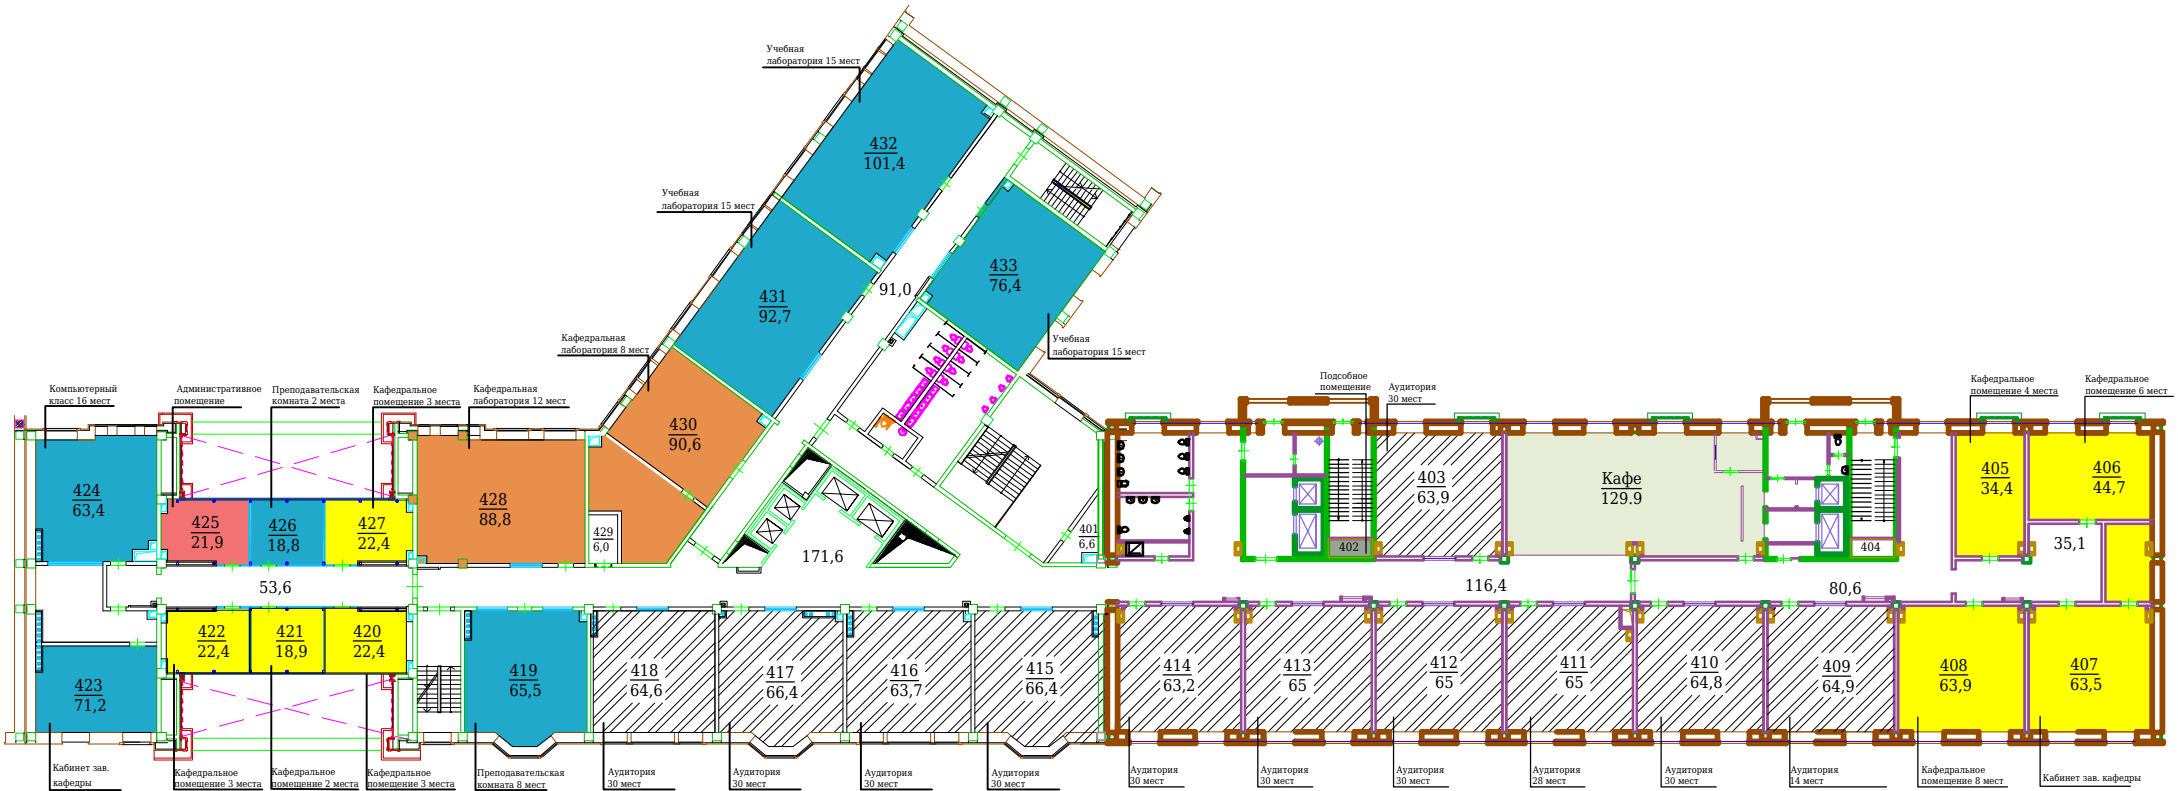 Учебная
лаборатория 15 мест
432
101,4
Учебная
лаборатория 15 мест
431
92,7
91,0
433
76,4
Учебная
лаборатория 15 мест
Кафедральная
лаборатория 8 мест
430
90,6
Компьютерный
класс 16 мест
Административное
помещение
Преподавательская
комната 2 места
Кафедральное
помещение 3 места
Кафедральная
лаборатория 12 мест
Подсобное
помещение
Аудитория
30 мест
Кафедральное
помещение 4 места
Кафедральное
помещение 6 мест
424
63,4
425
21,9
426
18,8
427
22,4
428
88,8
429
6,0
171,6
401
6,6
402
403
63,9
Кафе
129.9
404
405
34,4
406
44,7
35,1
53,6
116,4
80,6
423
71,2
422
22,4
421
18,9
420
22,4
419
65,5
418
64,6
417
66,4
416
63,7
415
66,4
414
63,2
413
65
412
65
411
65
410
64,8
409
64,9
408
63,9
407
63,5
Кабинет зав.
кафедры
Кафедральное
помещение 3 места
Кафедральное
помещение 2 места
Кафедральное
помещение 3 места
Преподавательская
комната 8 мест
Аудитория
30 мест
Аудитория
30 мест
Аудитория
30 мест
Аудитория
30 мест
Аудитория
30 мест
Аудитория
30 мест
Аудитория
30 мест
Аудитория
28 мест
Аудитория
30 мест
Аудитория
14 мест
Кафедральное
помещение 8 мест
Кабинет зав. кафедры